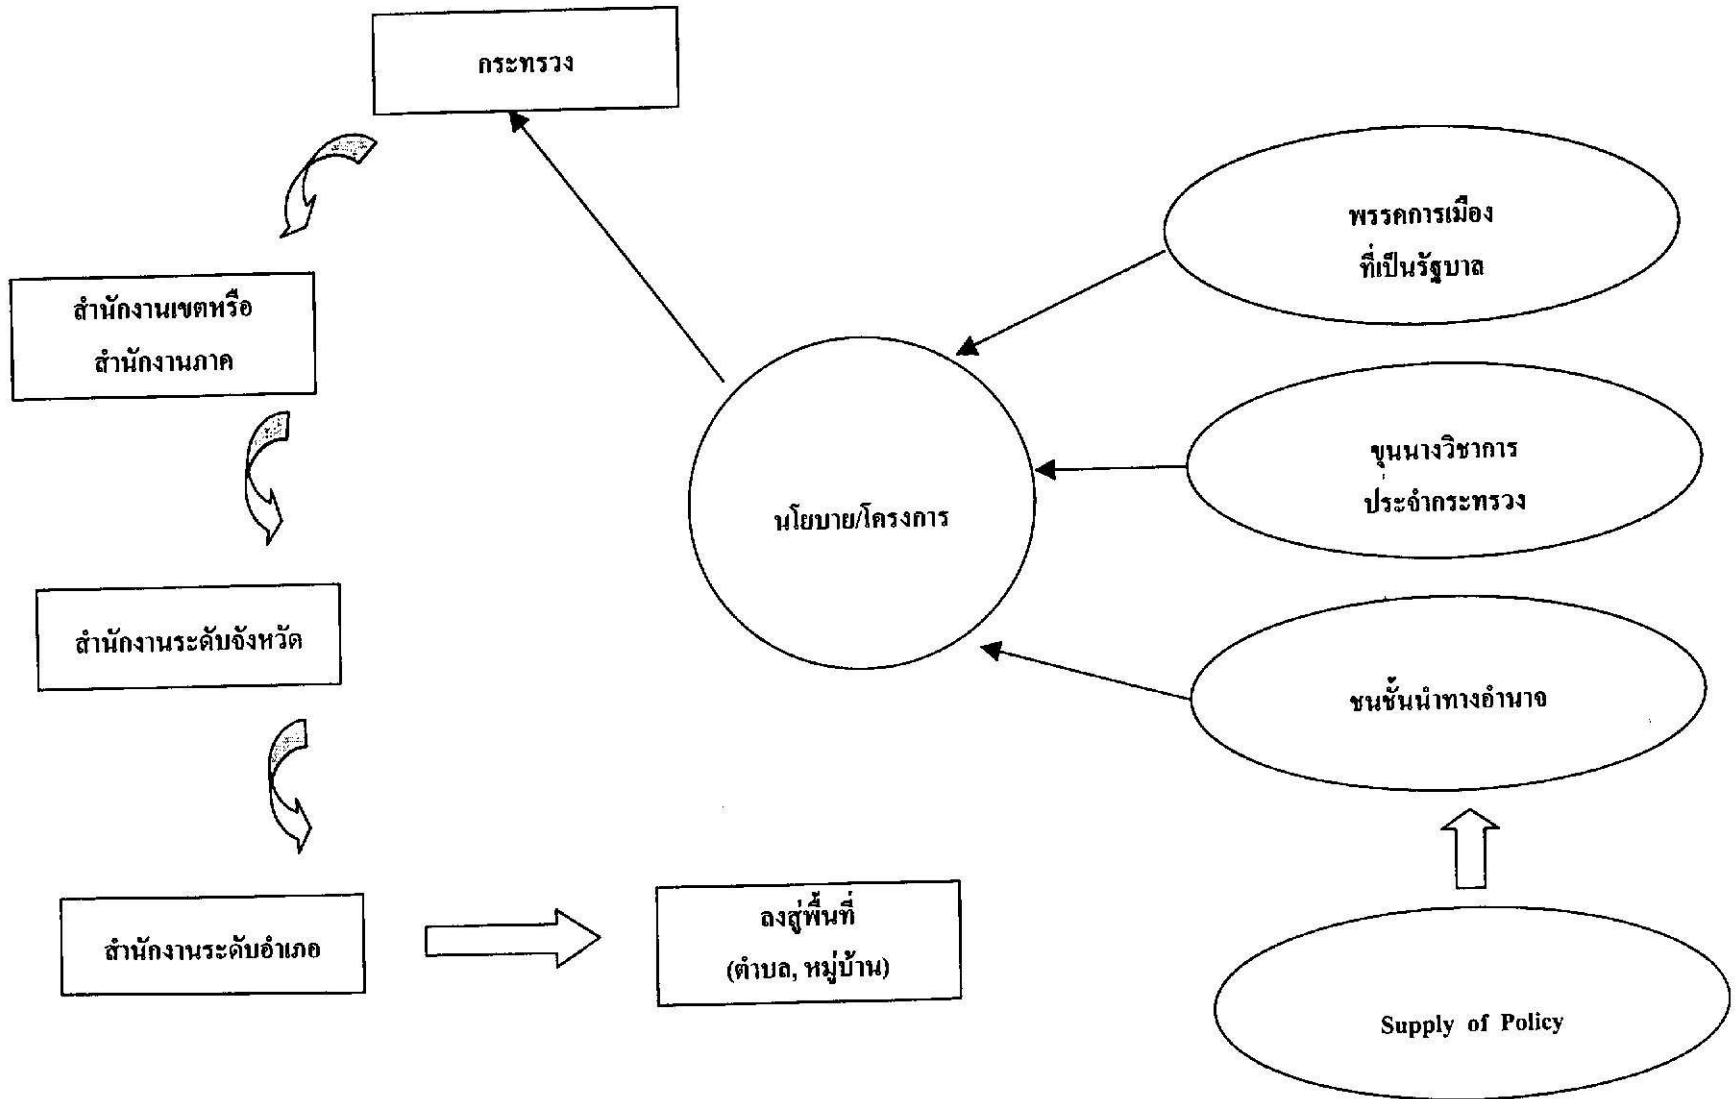 กระทรวง
พรรคการเมือง
ที่เป็นรัฐบาล
สำนักงานเขตหรือ
สำนักงานภาค
ขุนนางวิชาการ
ประจำกระทรวง
นโยบาย/โครงการ
สำนักงานระดับจังหวัด
ชนชั้นนำทางอำนาจ
สำนักงานระดับอำเภอ
ลงสู่พื้นที่
(ตำบล, หมู่บ้าน)
Supply of Policy